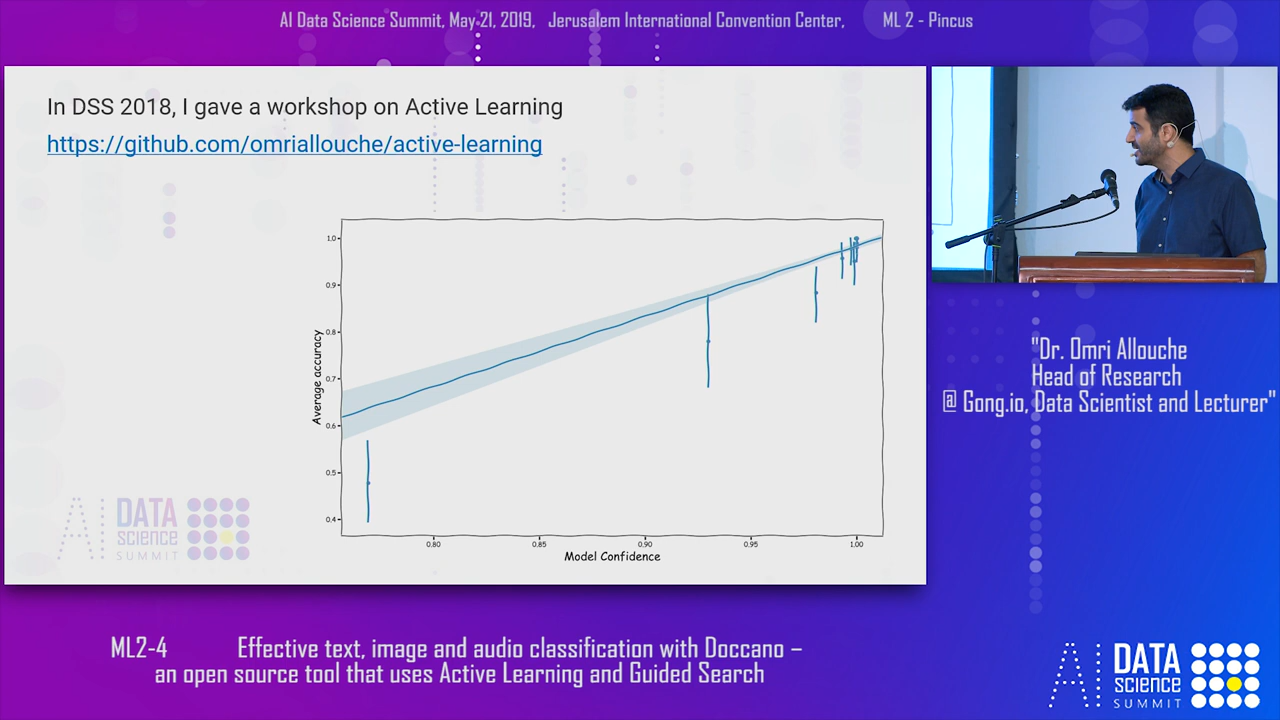 AI Data Science Summit, May 21, 2019, Jerusalem International Convention Center, ML 2 - Pincus
In DSS 2018, I gave a workshop on Active Learning
https://github.com/omriallouche/active-learning
1.0
0.9
0.8
0.7
0.6
0.5
0.4
Average accuracy
0.80 0.85 0.90 0.95 1.00
Model Confidence
AI DATA
SCIENCE
SUMMIT
"Dr. Omri Allouche
Head of Research
@ Gong.io, Data Scientist and Lecturer"
ML2-4 Effective text, image and audio classification with Doccano –
an open source tool that uses Active Learning and Guided Search
AI DATA
SCIENCE
SUMMIT